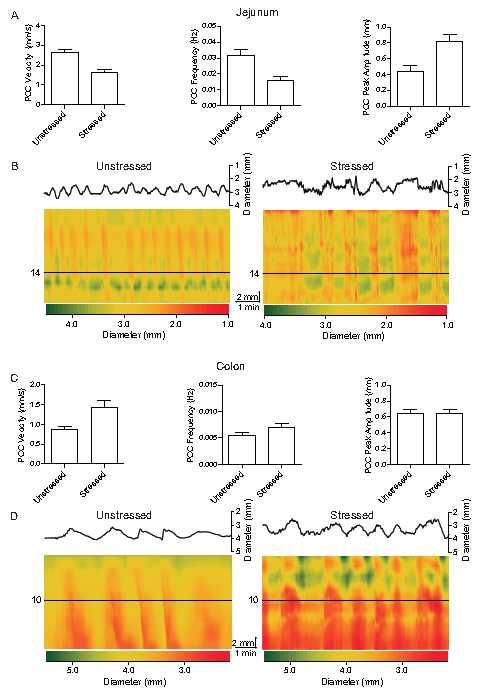 A
Jejunum
PCC Velocity (mm/s)
4
3
2
1
0
Unstressed
Stressed
PCC Frequency (Hz)
0.05
0.04
0.03
0.02
0.01
0.00
Unstressed
Stressed
PCC Peak Amplitude (mm)
1.0
0.8
0.6
0.4
0.2
0.0
Unstressed
Stressed
B
Unstressed
Stressed
1
2
3
4
Diameter (mm)
1
2
3
4
Diameter (mm)
14
14
2 mm
1 min
4.0 3.0 2.0 1.0
Diameter (mm)
4.0 3.0 2.0 1.0
Diameter (mm)
C
Colon
PCC Velocity (mm/s)
2.0
1.5
1.0
0.5
0.0
Unstressed
Stressed
PCC Frequency (Hz)
0.015
0.010
0.005
0.000
Unstressed
Stressed
PCC Peak Amplitude (mm)
1.0
0.8
0.6
0.4
0.2
0.0
Unstressed
Stressed
D
Unstressed
Stressed
2
3
4
5
Diameter (mm)
2
3
4
5
Diameter (mm)
10
10
2 mm
1 min
5.0 4.0 3.0
Diameter (mm)
5.0 4.0 3.0
Diameter (mm)